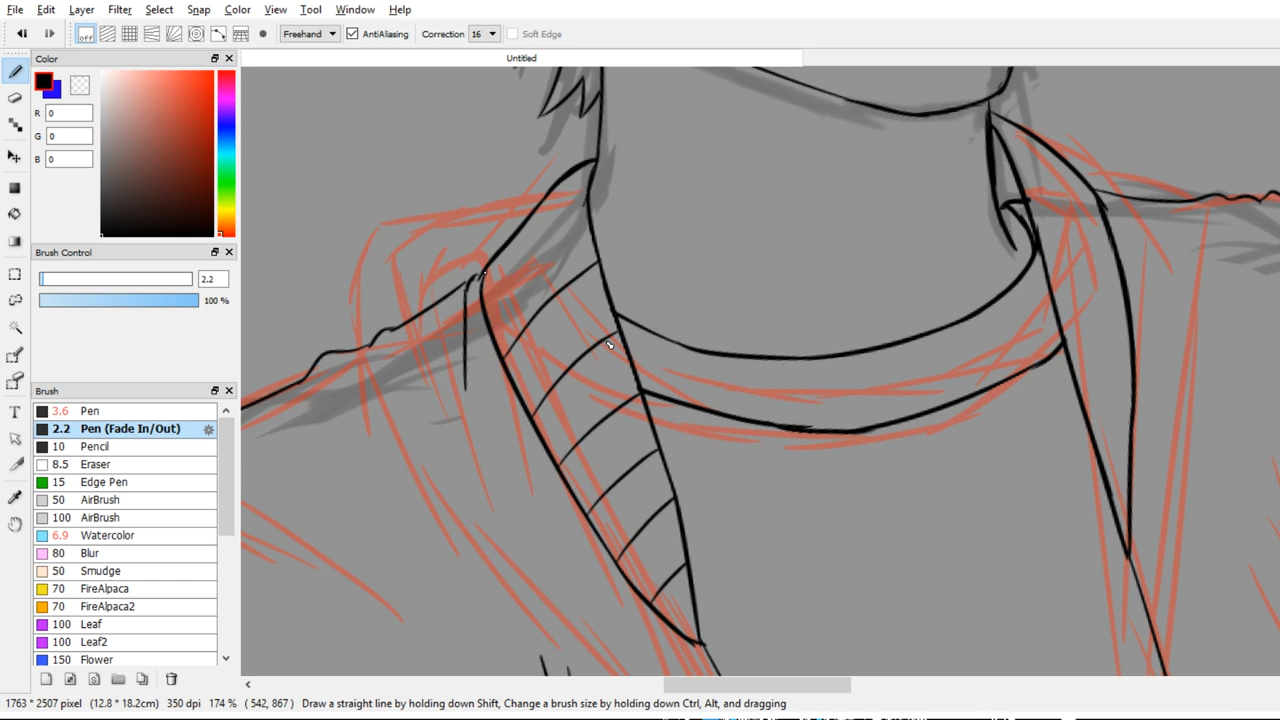 File Edit Layer Filter Select Snap Color View Tool Window Help
off Freehand AntiAliasing Correction 16 Soft Edge
Untitled
Color
R 0
G 0
B 0
Brush Control
2.2
100 %
Brush
3.6 Pen
2.2 Pen (Fade In/Out)
10 Pencil
8.5 Eraser
15 Edge Pen
50 AirBrush
100 AirBrush
6.9 Watercolor
80 Blur
50 Smudge
70 FireAlpaca
70 FireAlpaca2
100 Leaf
100 Leaf2
150 Flower
1763 * 2507 pixel (12.8 * 18.2cm) 350 dpi 174 % ( 542, 867 ) Draw a straight line by holding down Shift, Change a brush size by holding down Ctrl, Alt, and dragging